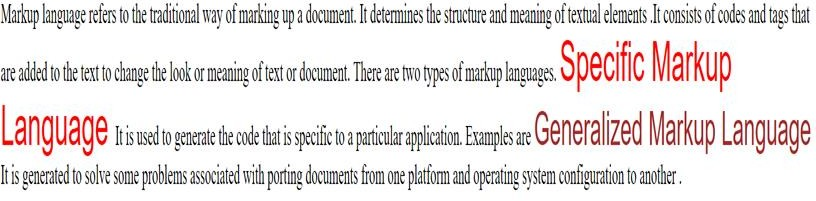 Markup language refers to the traditional way of marking up a document. It determines the structure and meaning of textual elements .It consists of codes and tags that
are added to the text to change the look or meaning of text or document. There are two types of markup languages. Specific Markup
Language It is used to generate the code that is specific to a particular application. Examples are Generalized Markup Language
It is generated to solve some problems associated with porting documents from one platform and operating system configuration to another .